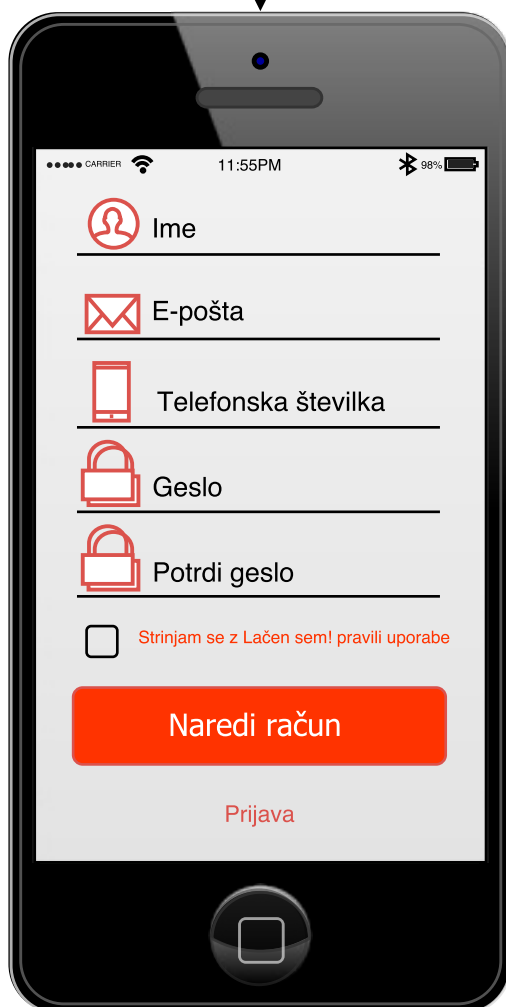 CARRIER 11:55PM 98%
Ime
E-pošta
Telefonska številka
Geslo
Potrdi geslo
Strinjam se z Lačen sem! pravili uporabe
Naredi račun
Prijava